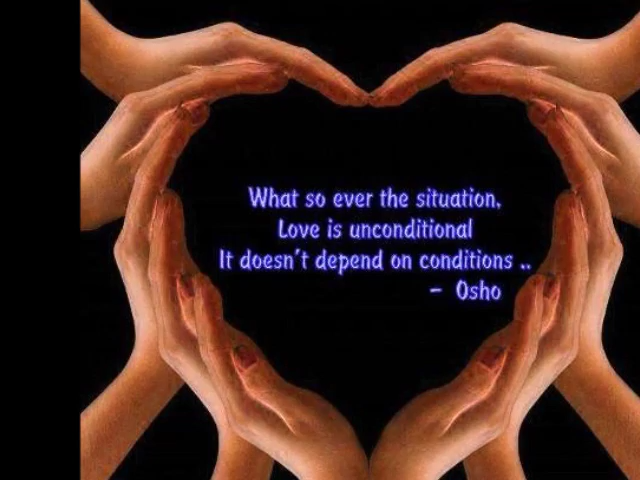 What so ever the situation,
Love is unconditional
It doesn't depend on conditions ..
- Osho